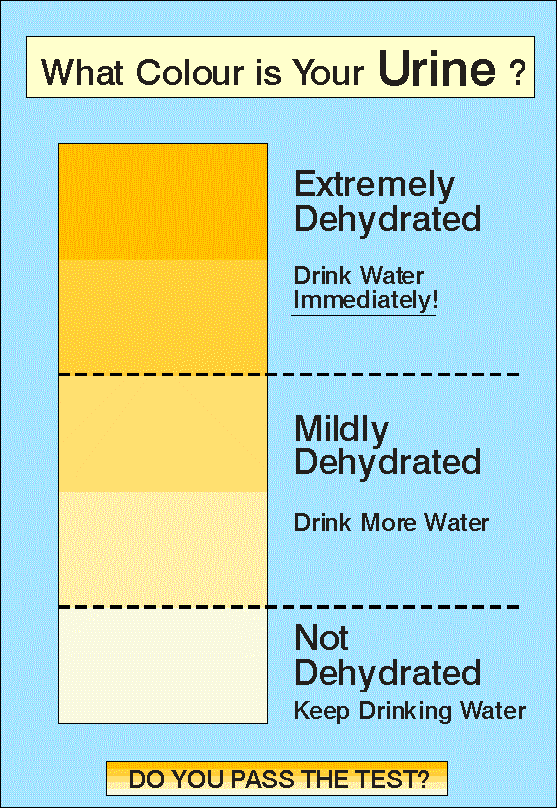 What Colour is Your Urine ?
Extremely
Dehydrated
Drink Water
Immediately!
Mildly
Dehydrated
Drink More Water
Not
Dehydrated
Keep Drinking Water
DO YOU PASS THE TEST?